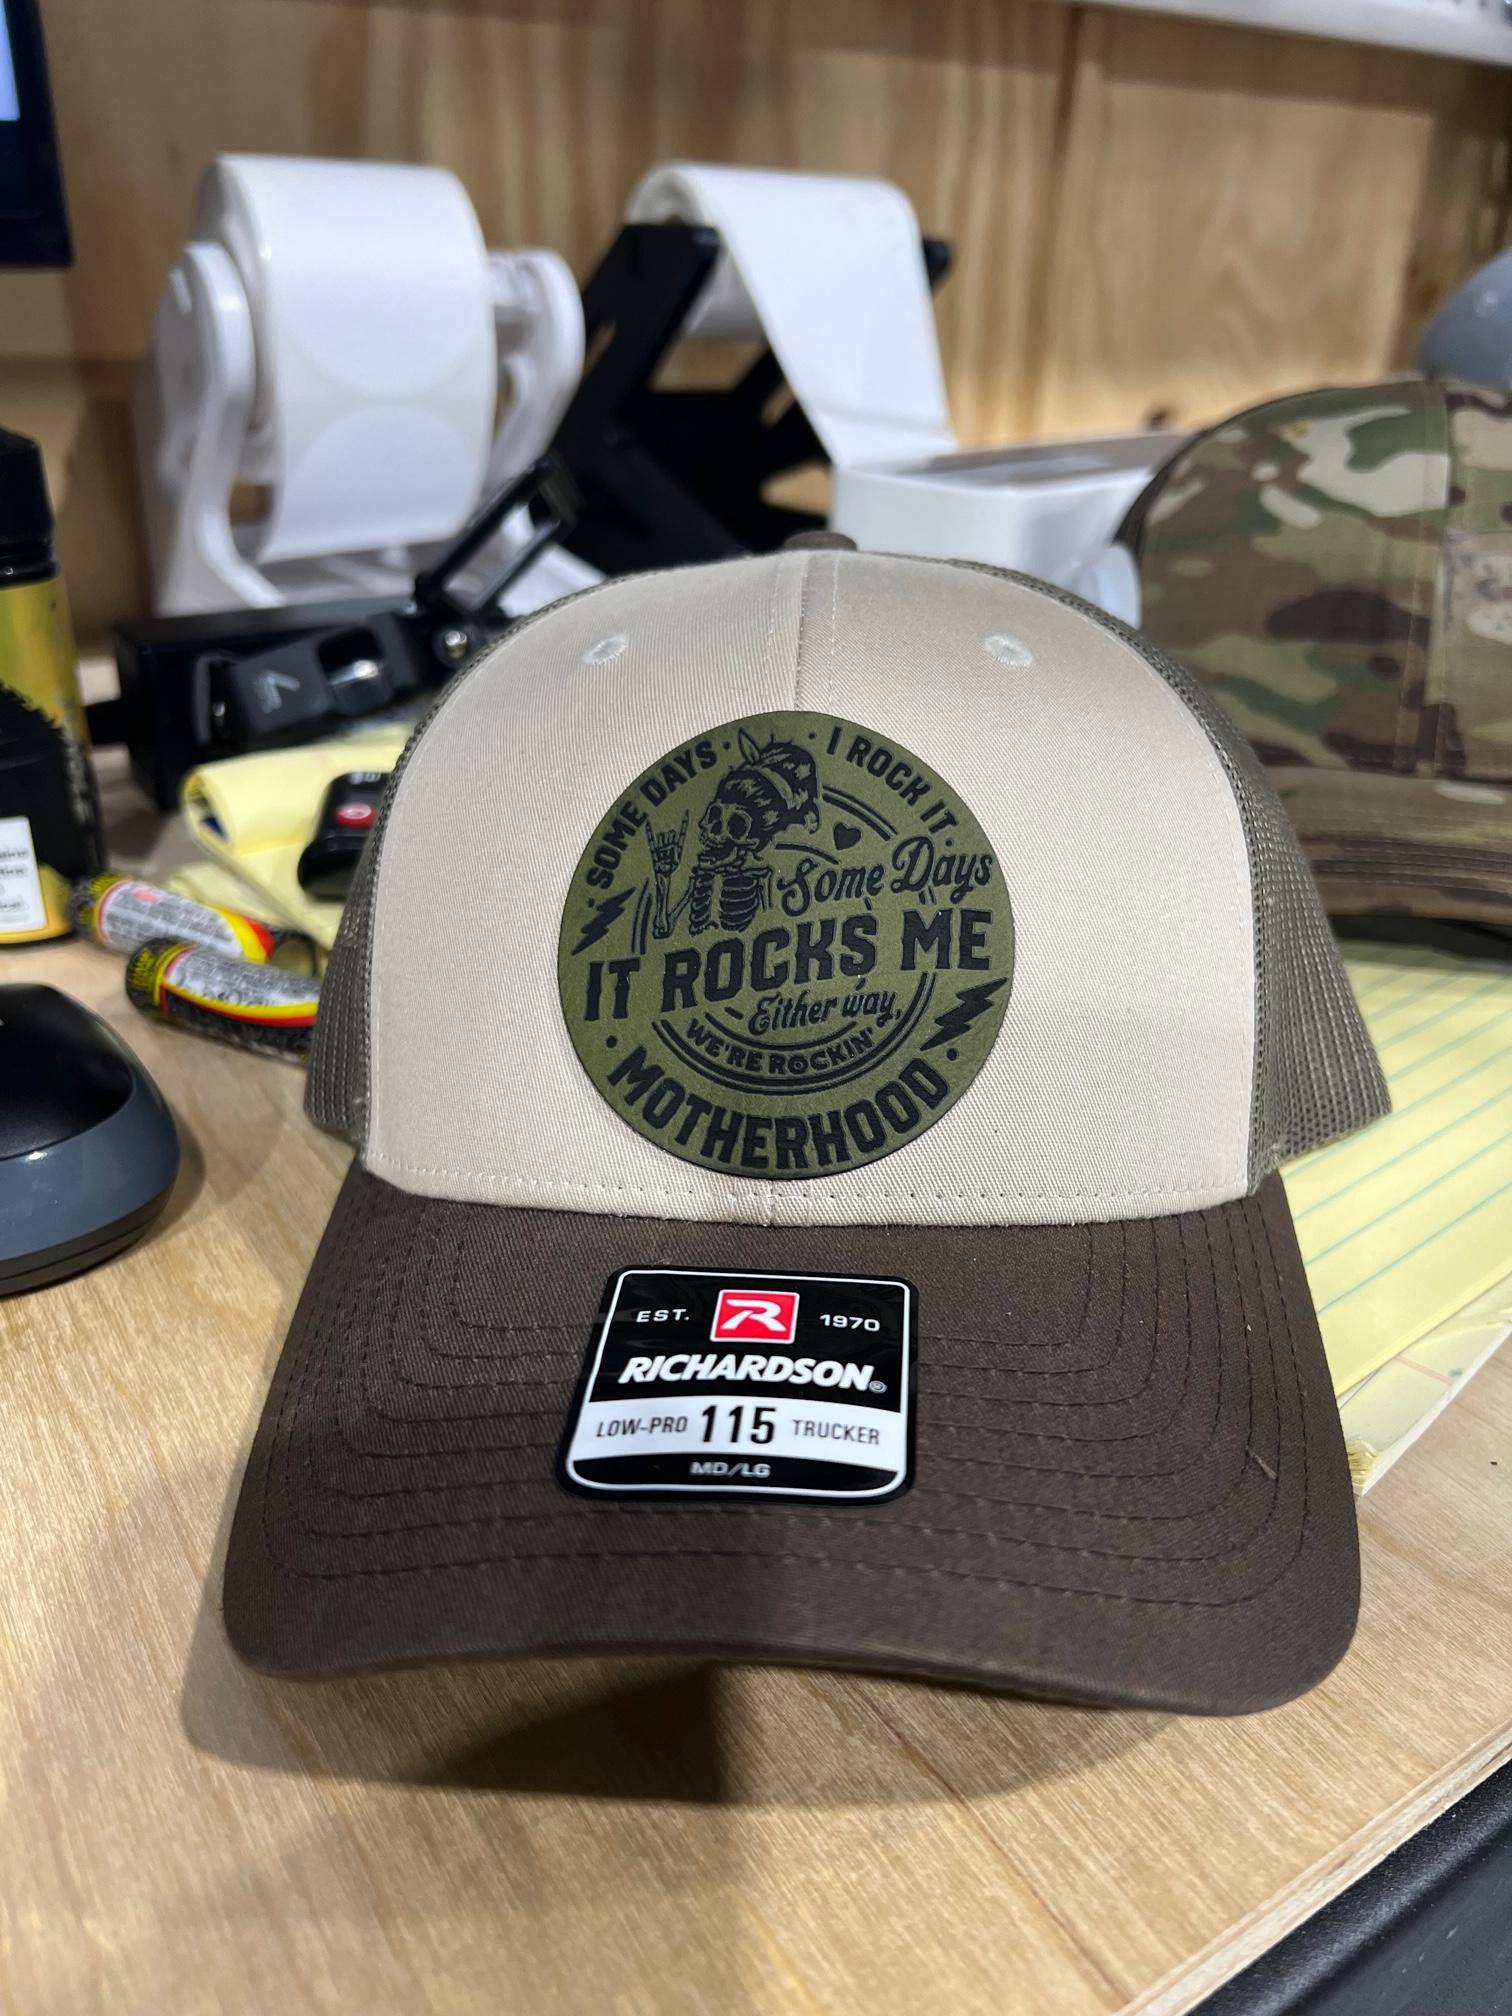 · SOME DAYS ·
· I ROCK IT ·
Some Days
IT ROCKS ME
- Either way,
WE'RE ROCKIN'
· MOTHERHOOD ·
EST. R 1970
RICHARDSON®
LOW-PRO 115 TRUCKER
MD/LG